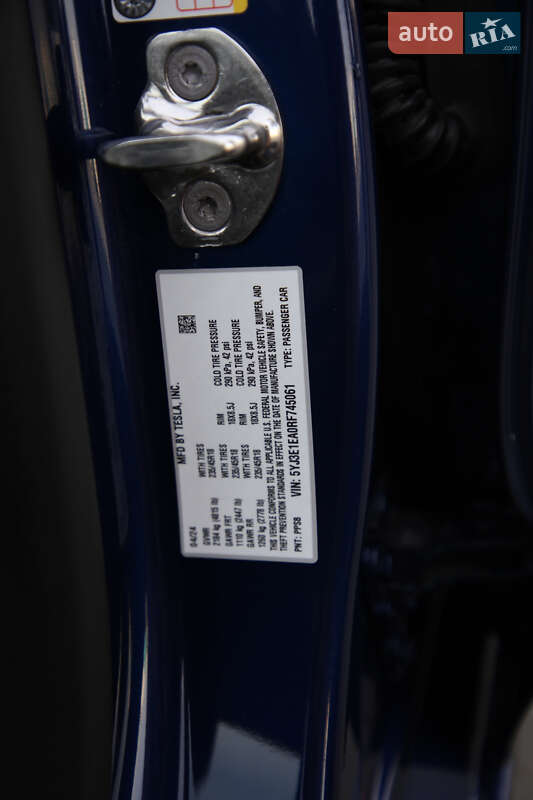 auto RIA
.com
MFD BY TESLA, INC.
04/24
GVWR WITH TIRES RIM COLD TIRE PRESSURE
2184 kg (4815 lb) 235/45R18 18X8.5J 290 kPa, 42 psi
GAWR FRT WITH TIRES RIM COLD TIRE PRESSURE
1110 kg (2447 lb) 235/45R18 18X8.5J 290 kPa, 42 psi
GAWR RR
1260 kg (2778 lb)
THIS VEHICLE CONFORMS TO ALL APPLICABLE U.S. FEDERAL MOTOR VEHICLE SAFETY, BUMPER, AND
THEFT PREVENTION STANDARDS IN EFFECT ON THE DATE OF MANUFACTURE SHOWN ABOVE.
PNT: PPSB VIN: 5YJ3E1EA0RF745061 TYPE: PASSENGER CAR